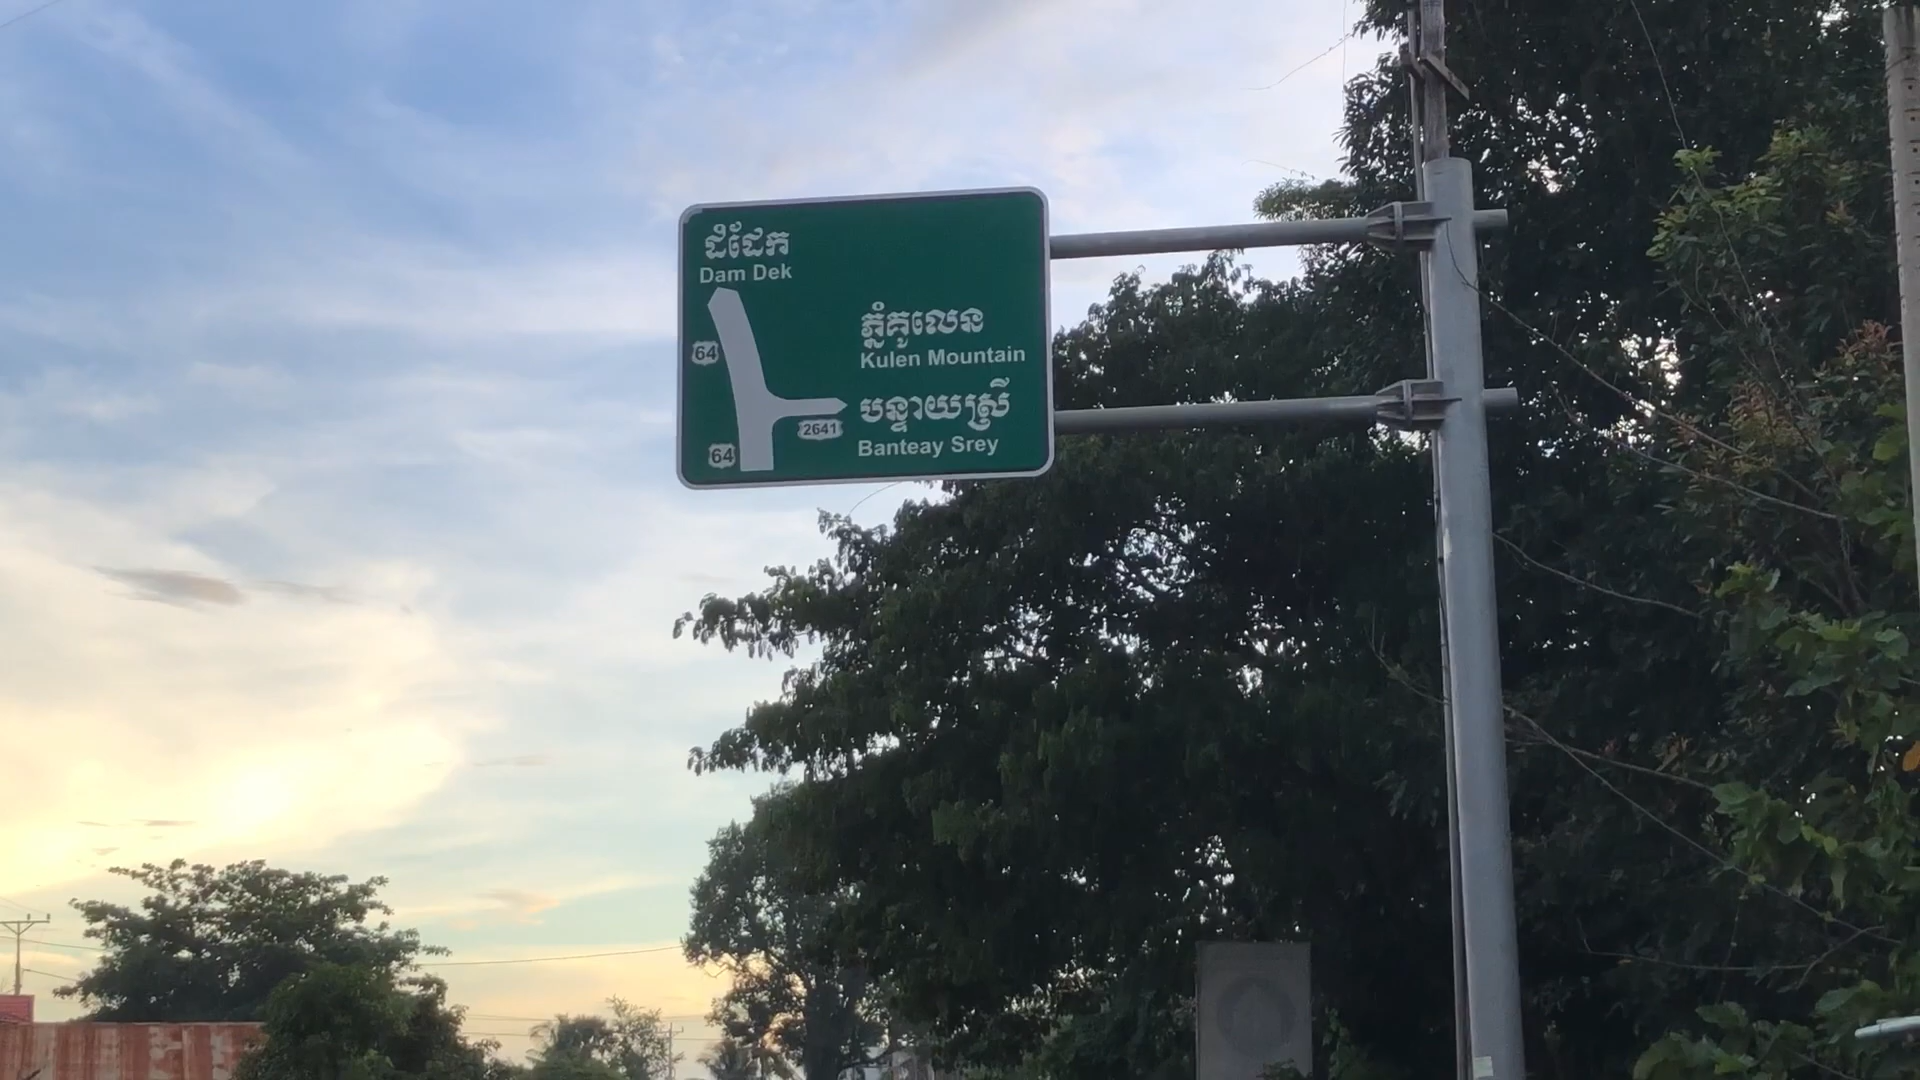 ដំដែក
Dam Dek
ភ្នំគូលេន
Kulen Mountain
64
បន្ទាយស្រី
2641
Banteay Srey
64